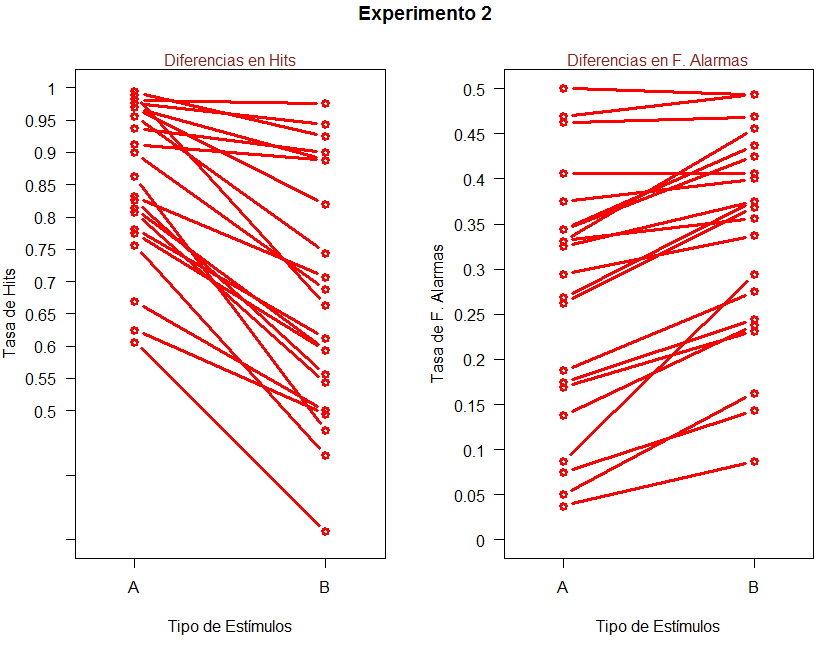 Experimento 2
Diferencias en Hits
Tasa de Hits
1
0.95
0.9
0.85
0.8
0.75
0.7
0.65
0.6
0.55
0.5
A
B
Tipo de Estímulos
Diferencias en F. Alarmas
Tasa de F. Alarmas
0.5
0.45
0.4
0.35
0.3
0.25
0.2
0.15
0.1
0.05
0
A
B
Tipo de Estímulos